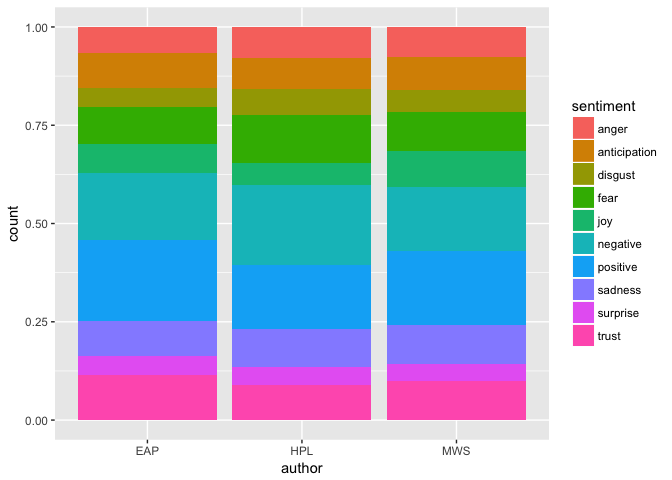 1.00
0.75
0.50
0.25
0.00
count
EAP
HPL
MWS
author
sentiment
anger
anticipation
disgust
fear
joy
negative
positive
sadness
surprise
trust